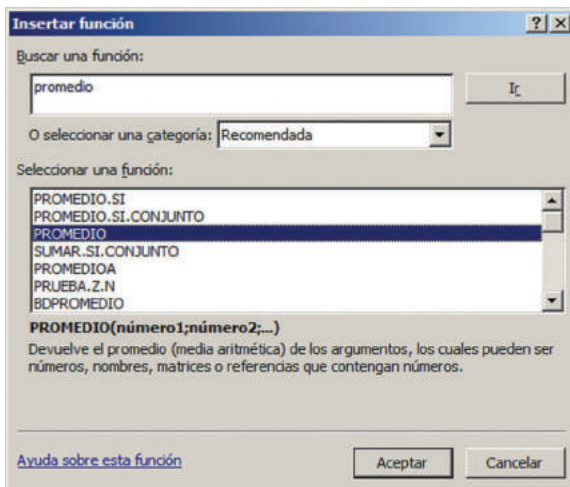 Insertar función
Buscar una función:
promedio
Ir
O seleccionar una categoría: Recomendada
Seleccionar una función:
PROMEDIO.SI
PROMEDIO.SI.CONJUNTO
PROMEDIO
SUMAR.SI.CONJUNTO
PROMEDIOA
PRUEBA.Z.N
BDPROMEDIO
PROMEDIO(número1;número2;...)
Devuelve el promedio (media aritmética) de los argumentos, los cuales pueden ser
números, nombres, matrices o referencias que contengan números.
Ayuda sobre esta función
Aceptar
Cancelar